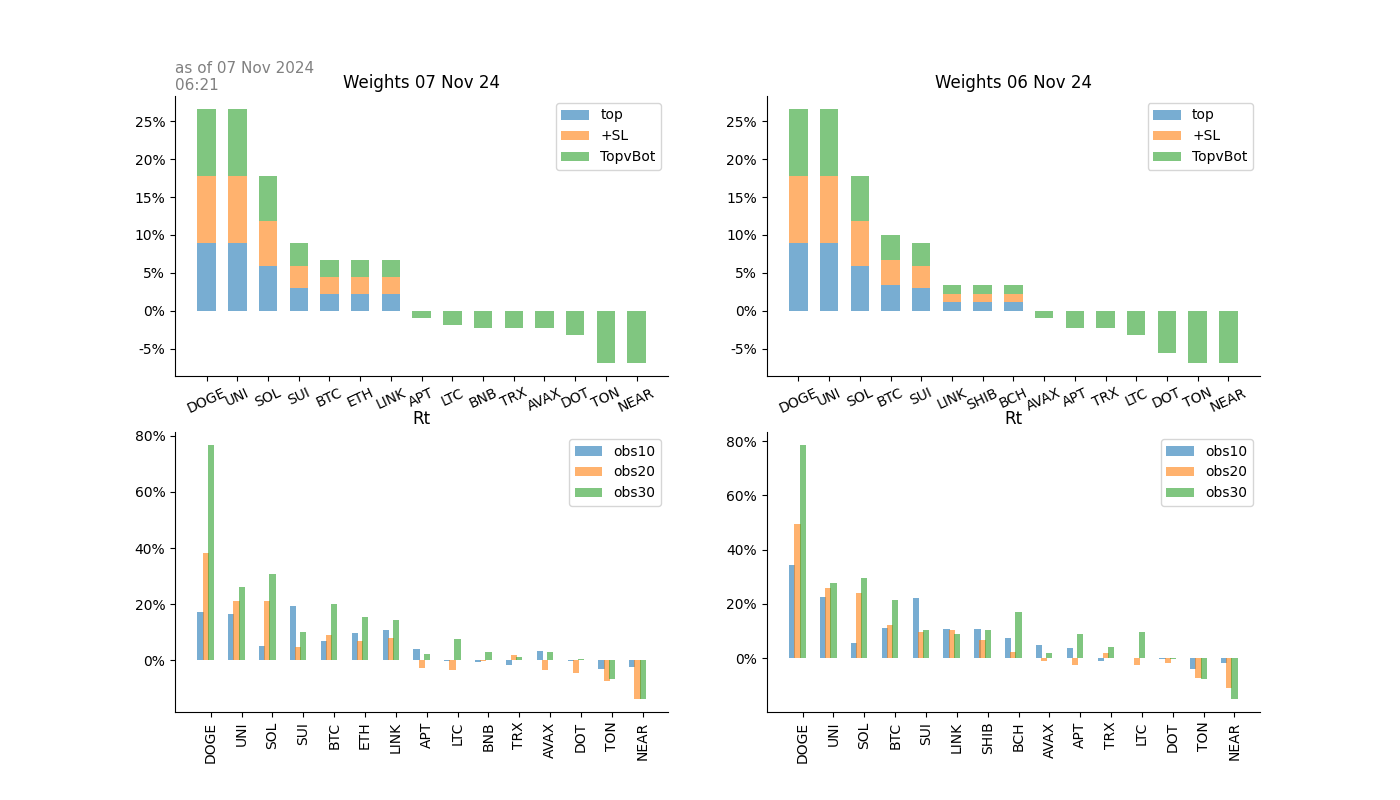 as of 07 Nov 2024
06:21
Weights 07 Nov 24
25%
20%
15%
10%
5%
0%
-5%
top
+SL
TopvBot
DOGE UNI SOL SUI BTC ETH LINK APT LTC BNB TRX AVAX DOT TON NEAR
Weights 06 Nov 24
25%
20%
15%
10%
5%
0%
-5%
top
+SL
TopvBot
DOGE UNI SOL BTC SUI LINK SHIB BCH AVAX APT TRX LTC DOT TON NEAR
Rt
80%
60%
40%
20%
0%
obs10
obs20
obs30
DOGE UNI SOL SUI BTC ETH LINK APT LTC BNB TRX AVAX DOT TON NEAR
Rt
80%
60%
40%
20%
0%
obs10
obs20
obs30
DOGE UNI SOL BTC SUI LINK SHIB BCH AVAX APT TRX LTC DOT TON NEAR